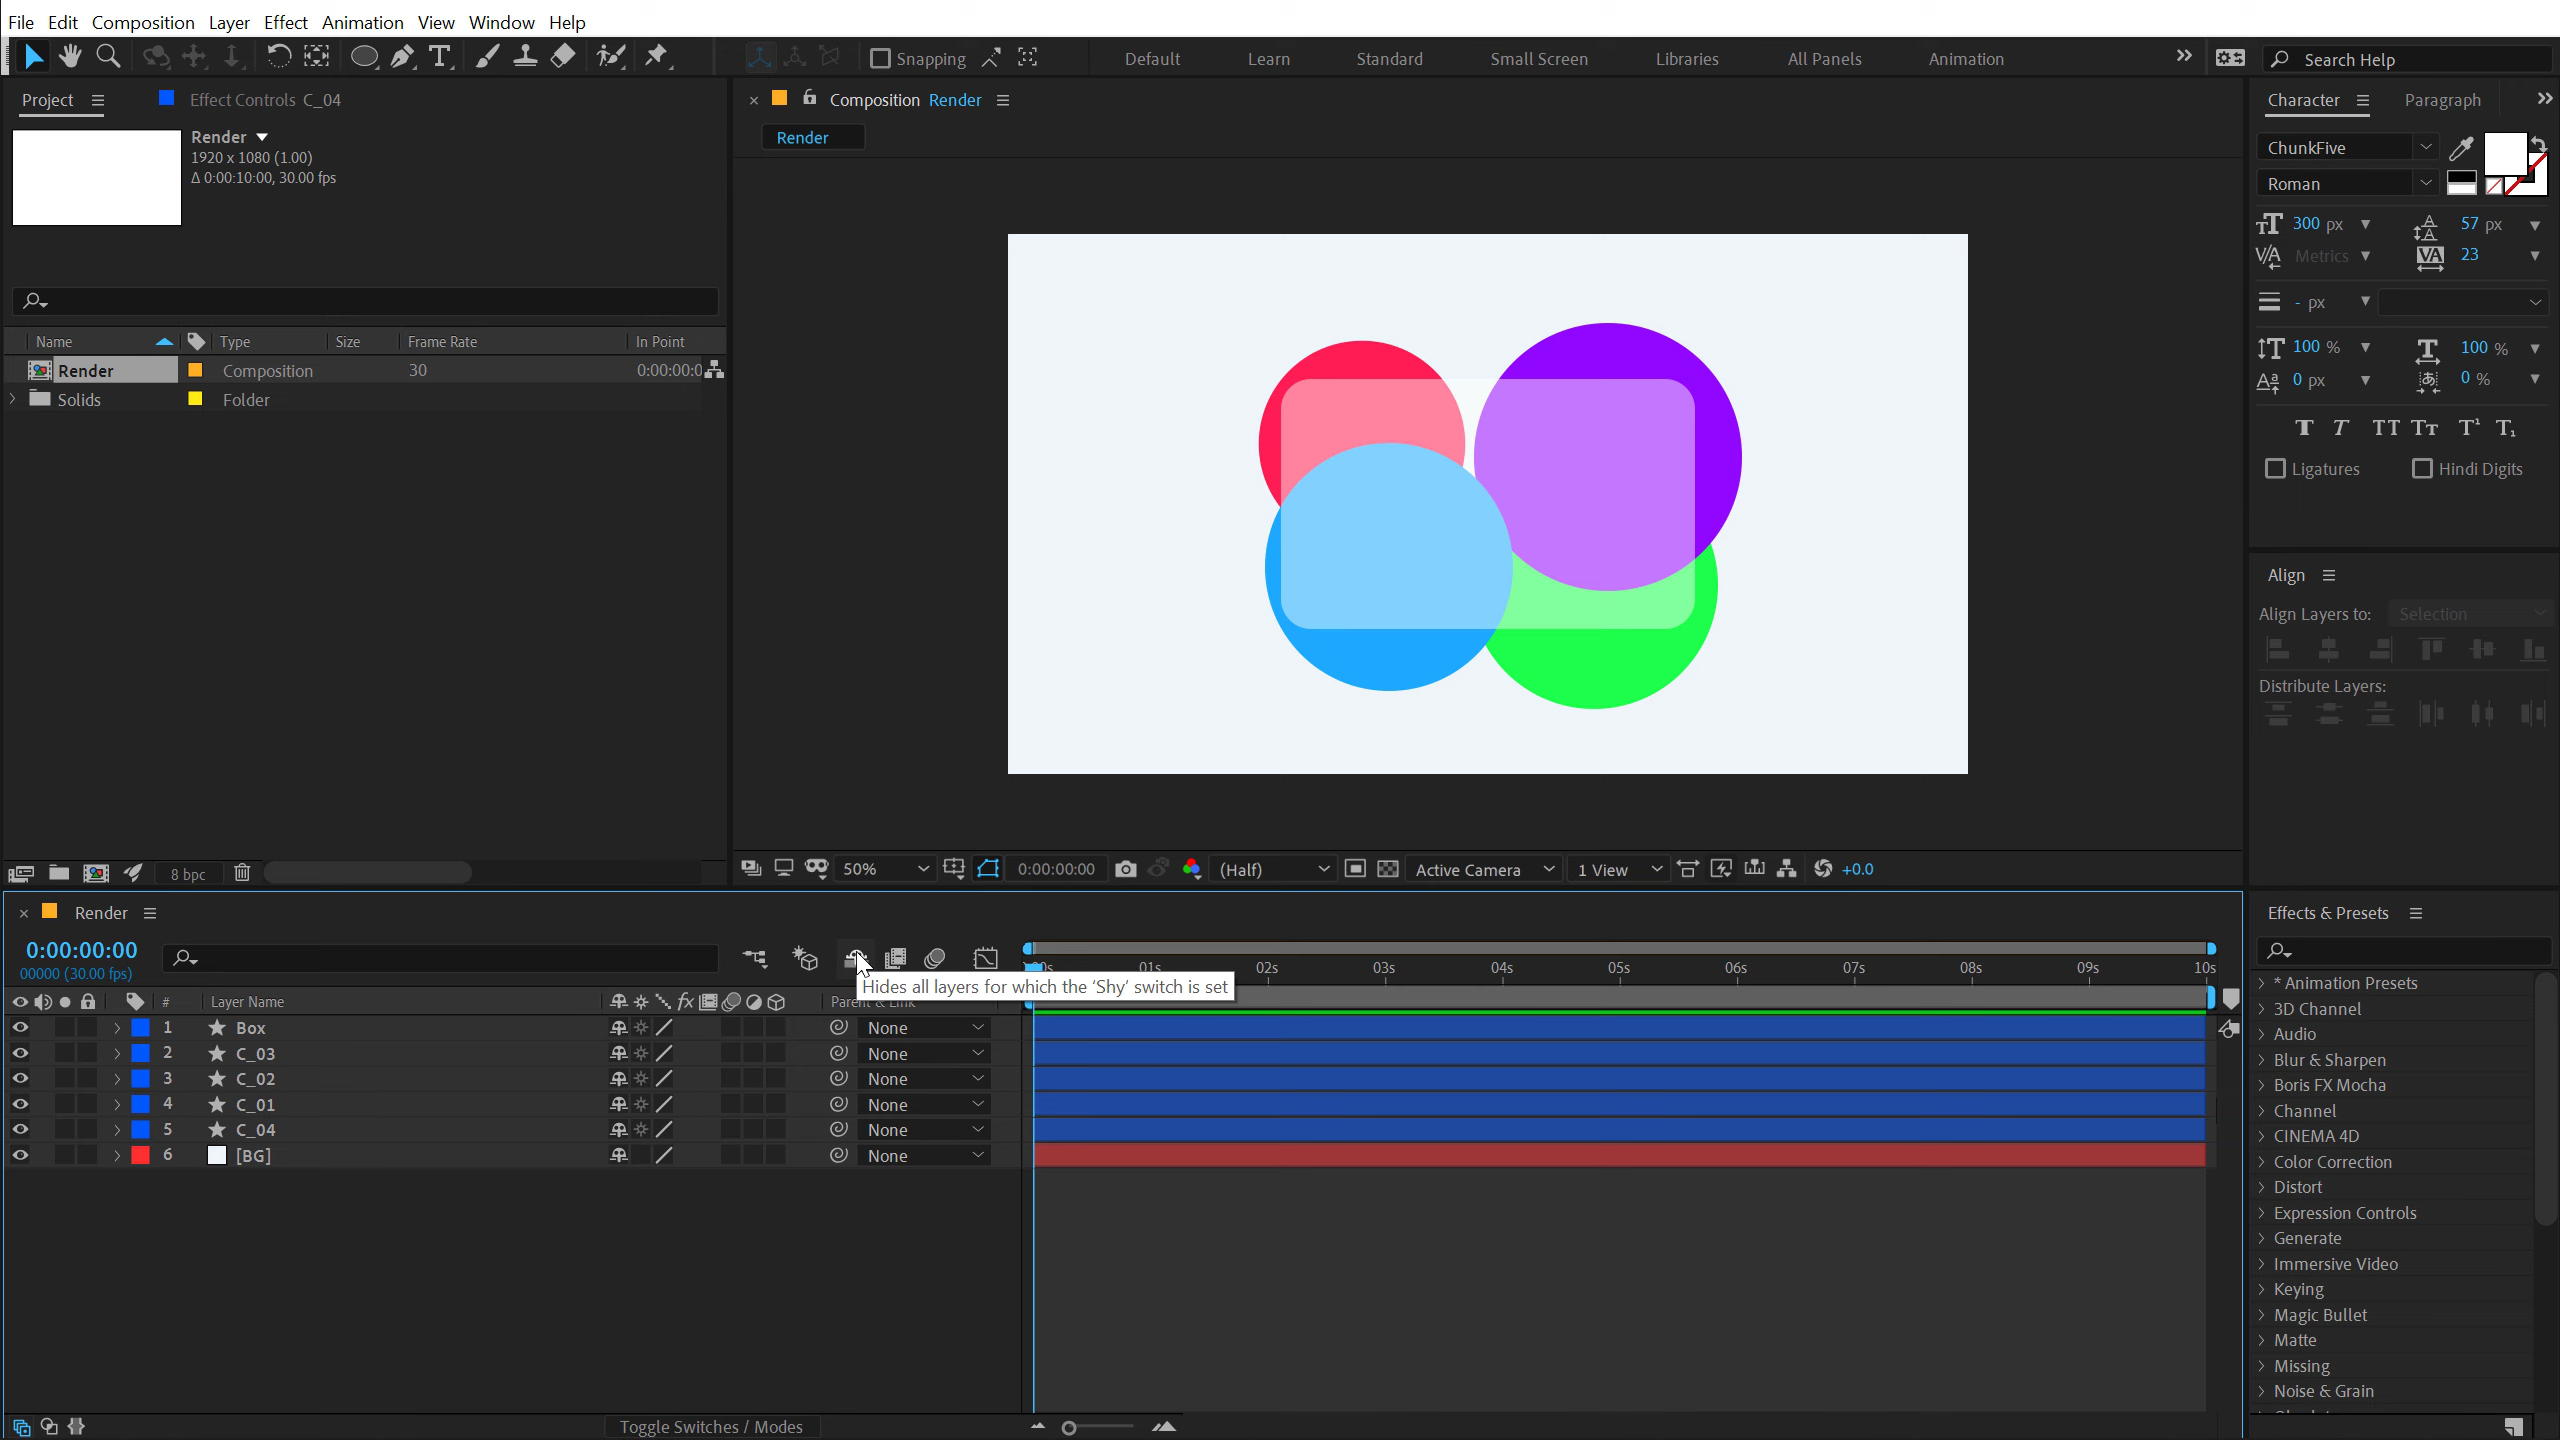 File Edit Composition Layer Effect Animation View Window Help
Snapping Default Learn Standard Small Screen Libraries All Panels Animation Search Help
Project Effect Controls C_04
Render
1920 x 1080 (1.00)
Δ 0:00:10:00, 30.00 fps
Name Type Size Frame Rate In Point
Render Composition 30 0:00:00:0
Solids Folder
8 bpc
Composition Render
Render
50% 0:00:00:00 (Half) Active Camera 1 View +0.0
Character Paragraph
ChunkFive
Roman
300 px 57 px
Metrics 23
- px
100 % 100 %
0 px 0 %
Ligatures Hindi Digits
Align
Align Layers to: Selection
Distribute Layers:
Render
0:00:00:00
00000 (30.00 fps)
01s 02s 03s 04s 05s 06s 07s 08s 09s 10s
Hides all layers for which the ‘Shy’ switch is set
# Layer Name Parent & Link
1 Box None
2 C_03 None
3 C_02 None
4 C_01 None
5 C_04 None
6 [BG] None
Toggle Switches / Modes
Effects & Presets
* Animation Presets
3D Channel
Audio
Blur & Sharpen
Boris FX Mocha
Channel
CINEMA 4D
Color Correction
Distort
Expression Controls
Generate
Immersive Video
Keying
Magic Bullet
Matte
Missing
Noise & Grain